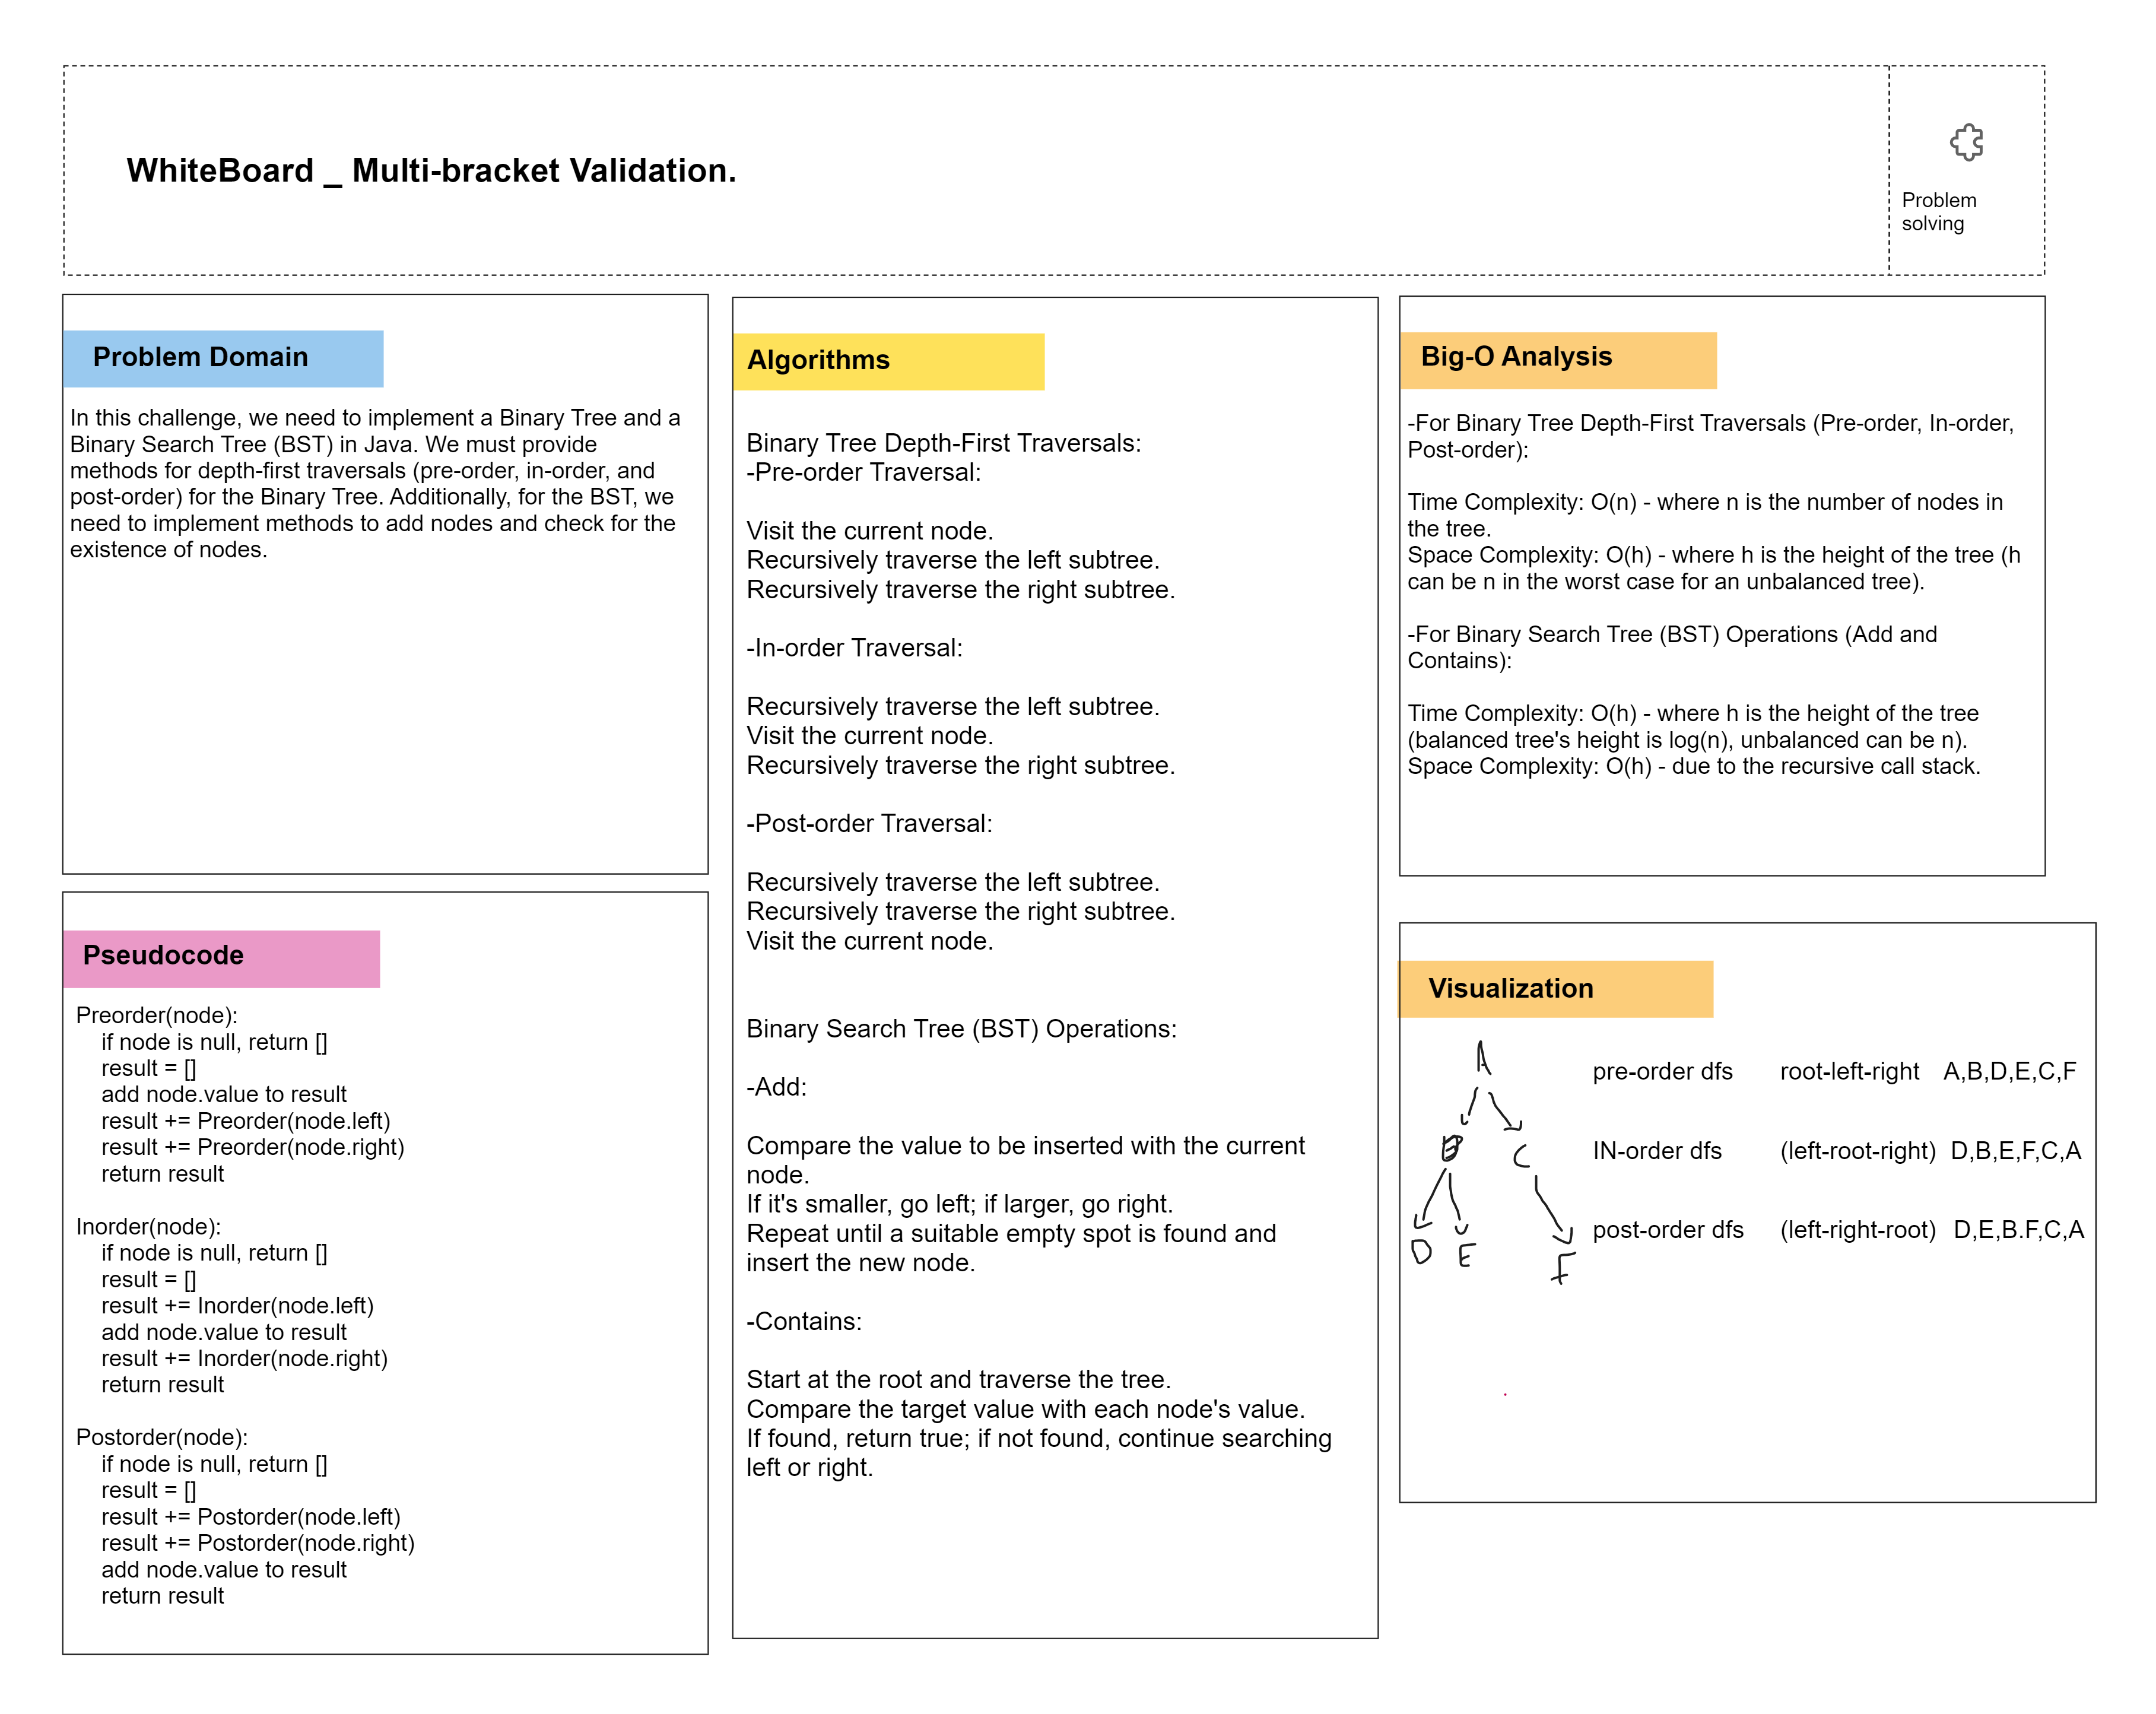 WhiteBoard _ Multi-bracket Validation.
Problem
solving
Problem Domain
In this challenge, we need to implement a Binary Tree and a
Binary Search Tree (BST) in Java. We must provide
methods for depth-first traversals (pre-order, in-order, and
post-order) for the Binary Tree. Additionally, for the BST, we
need to implement methods to add nodes and check for the
existence of nodes.
Pseudocode
Preorder(node):
if node is null, return []
result = []
add node.value to result
result += Preorder(node.left)
result += Preorder(node.right)
return result
Inorder(node):
if node is null, return []
result = []
result += Inorder(node.left)
add node.value to result
result += Inorder(node.right)
return result
Postorder(node):
if node is null, return []
result = []
result += Postorder(node.left)
result += Postorder(node.right)
add node.value to result
return result
Algorithms
Binary Tree Depth-First Traversals:
-Pre-order Traversal:
Visit the current node.
Recursively traverse the left subtree.
Recursively traverse the right subtree.
-In-order Traversal:
Recursively traverse the left subtree.
Visit the current node.
Recursively traverse the right subtree.
-Post-order Traversal:
Recursively traverse the left subtree.
Recursively traverse the right subtree.
Visit the current node.
Binary Search Tree (BST) Operations:
-Add:
Compare the value to be inserted with the current
node.
If it's smaller, go left; if larger, go right.
Repeat until a suitable empty spot is found and
insert the new node.
-Contains:
Start at the root and traverse the tree.
Compare the target value with each node's value.
If found, return true; if not found, continue searching
left or right.
Big-O Analysis
-For Binary Tree Depth-First Traversals (Pre-order, In-order,
Post-order):
Time Complexity: O(n) - where n is the number of nodes in
the tree.
Space Complexity: O(h) - where h is the height of the tree (h
can be n in the worst case for an unbalanced tree).
-For Binary Search Tree (BST) Operations (Add and
Contains):
Time Complexity: O(h) - where h is the height of the tree
(balanced tree's height is log(n), unbalanced can be n).
Space Complexity: O(h) - due to the recursive call stack.
Visualization
A
B C
D E F
pre-order dfs root-left-right A,B,D,E,C,F
IN-order dfs (left-root-right) D,B,E,F,C,A
post-order dfs (left-right-root) D,E,B.F,C,A